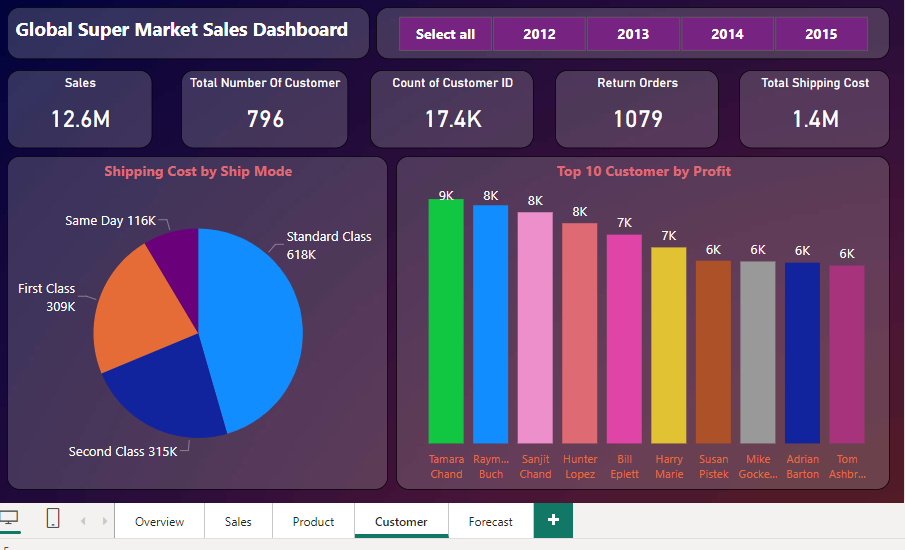 Global Super Market Sales Dashboard
Select all
2012
2013
2014
2015
Sales
12.6M
Total Number Of Customer
796
Count of Customer ID
17.4K
Return Orders
1079
Total Shipping Cost
1.4M
Shipping Cost by Ship Mode
Same Day 116K
Standard Class
618K
First Class
309K
Second Class 315K
Top 10 Customer by Profit
9K
8K
8K
8K
7K
7K
6K
6K
6K
6K
Tamara
Chand
Raym...
Buch
Sanjit
Chand
Hunter
Lopez
Bill
Eplett
Harry
Marie
Susan
Pistek
Mike
Gocke...
Adrian
Barton
Tom
Ashbr...
Overview
Sales
Product
Customer
Forecast
+